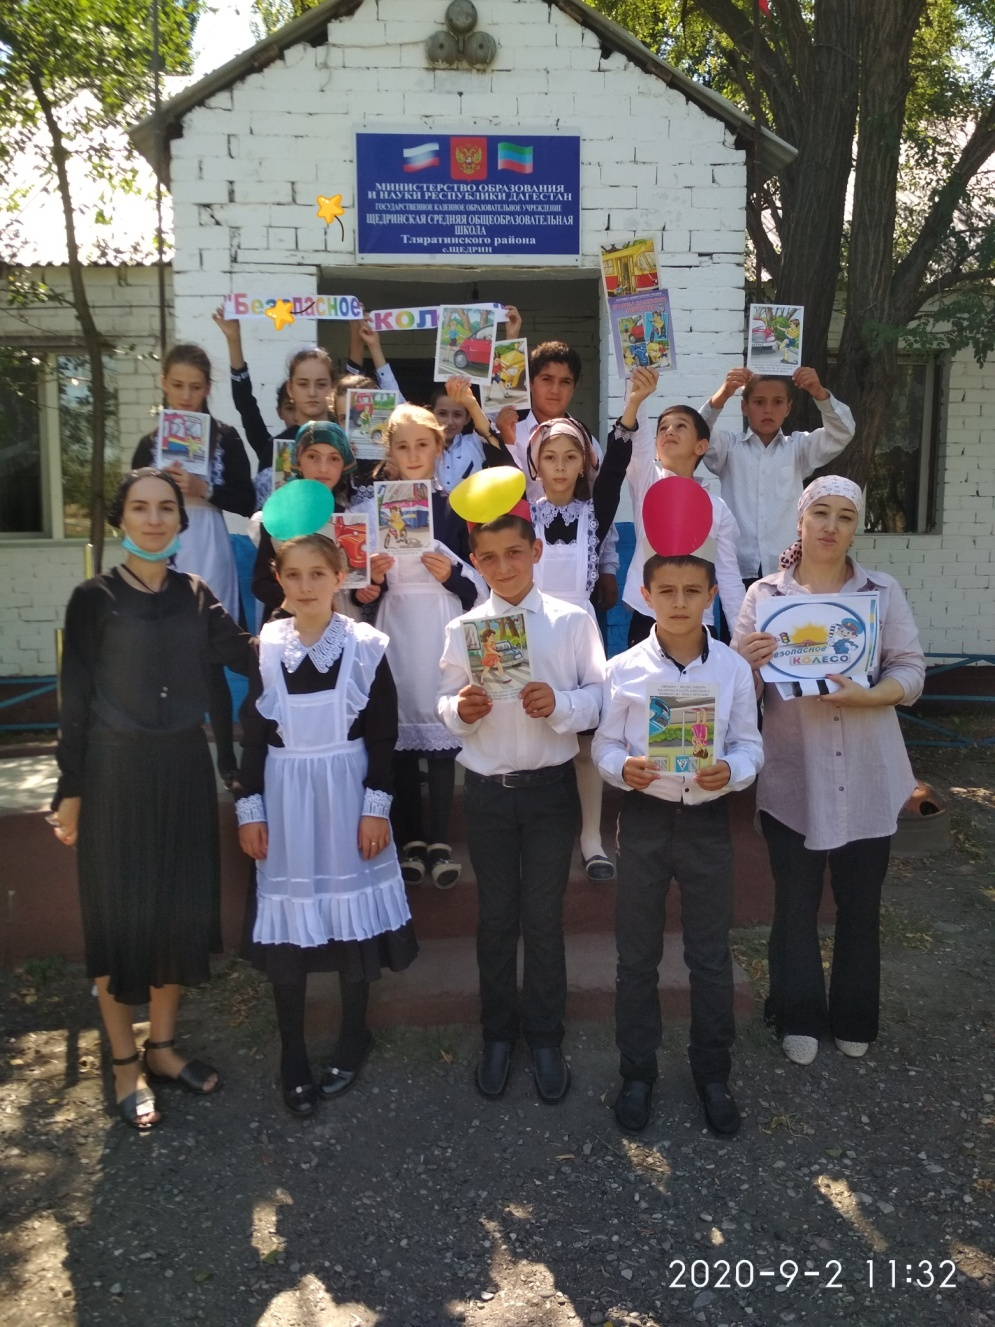 МИНИСТЕРСТВО ОБРАЗОВАНИЯ
И НАУКИ РЕСПУБЛИКИ ДАГЕСТАН
ГОСУДАРСТВЕННОЕ КАЗЕННОЕ ОБРАЗОВАТЕЛЬНОЕ УЧРЕЖДЕНИЕ
ЩЕДРИНСКАЯ СРЕДНЯЯ ОБЩЕОБРАЗОВАТЕЛЬНАЯ
ШКОЛА
Тляратинского района
с.ЩЕДРИН
"Безопасное
кол
Безопасное
КОЛЕСО
2020-9-2 11:32